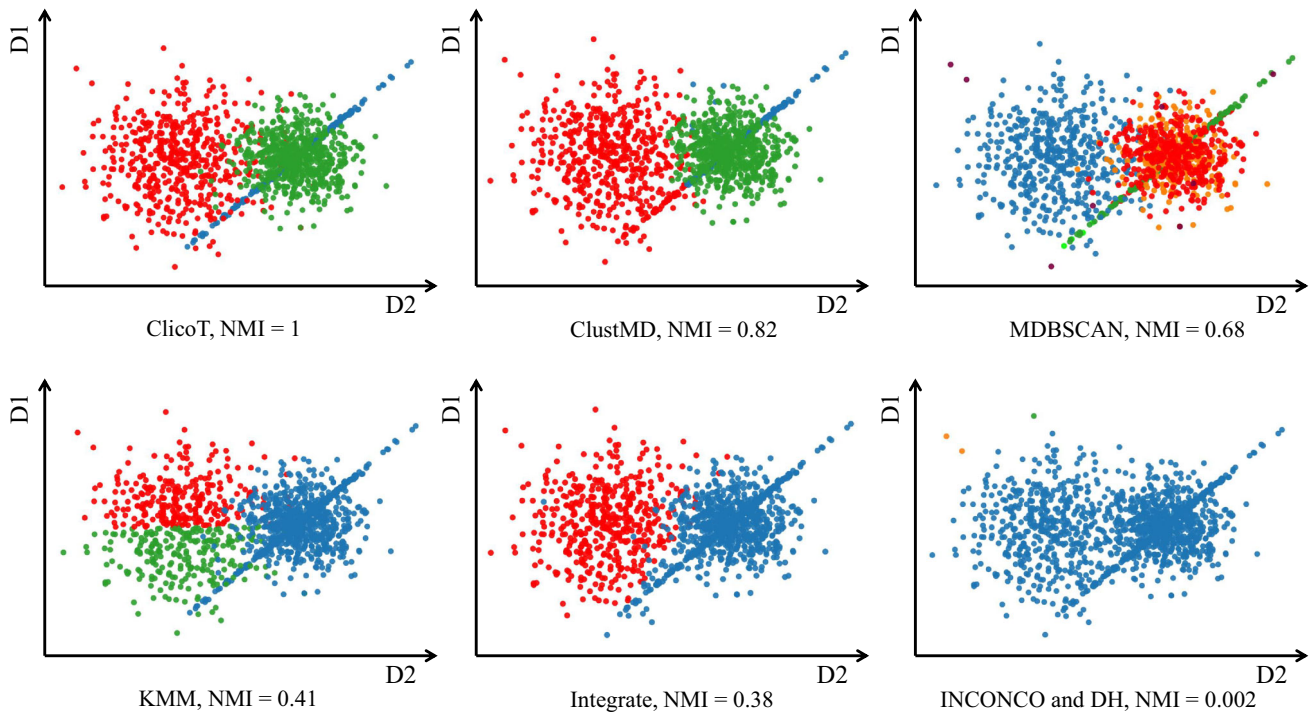 D1
D2
ClicoT, NMI = 1
D1
D2
ClustMD, NMI = 0.82
D1
D2
MDBSCAN, NMI = 0.68
D1
D2
KMM, NMI = 0.41
D1
D2
Integrate, NMI = 0.38
D1
D2
INCONCO and DH, NMI = 0.002